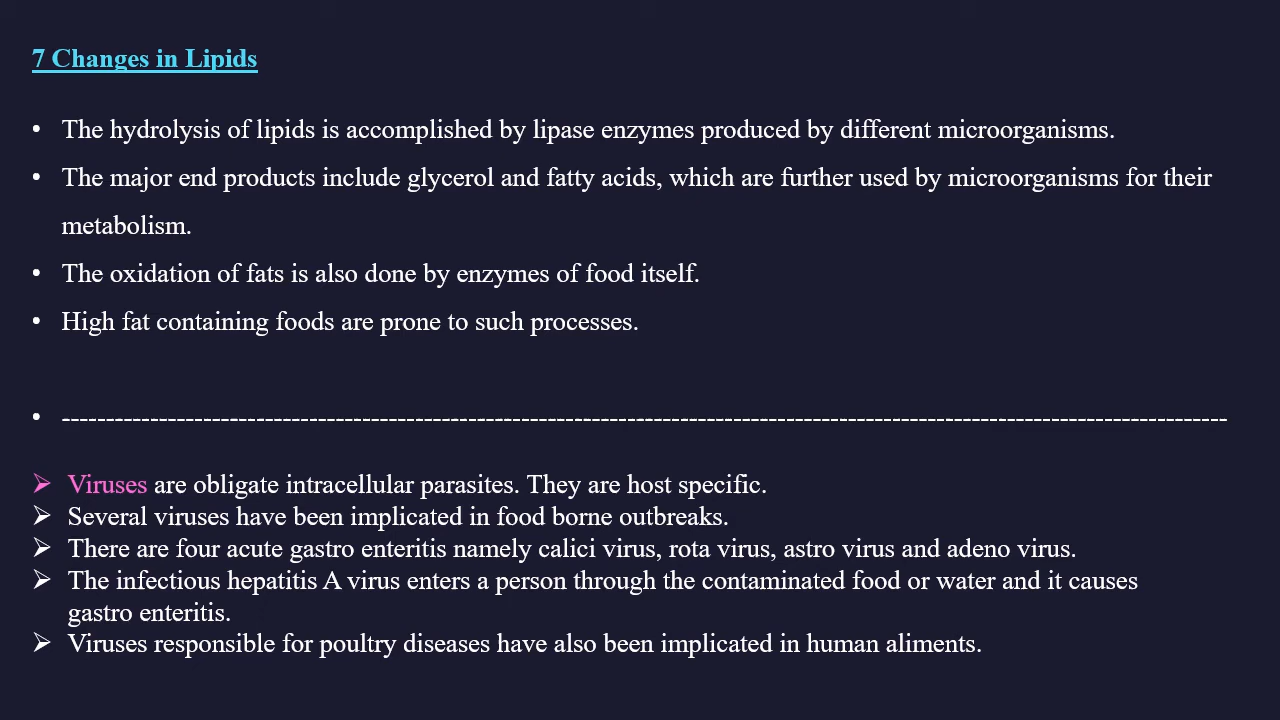 7 Changes in Lipids
• The hydrolysis of lipids is accomplished by lipase enzymes produced by different microorganisms.
• The major end products include glycerol and fatty acids, which are further used by microorganisms for their
metabolism.
• The oxidation of fats is also done by enzymes of food itself.
• High fat containing foods are prone to such processes.
• ------------------------------------------------------------------------------------------------------------------------------------
➢ Viruses are obligate intracellular parasites. They are host specific.
➢ Several viruses have been implicated in food borne outbreaks.
➢ There are four acute gastro enteritis namely calici virus, rota virus, astro virus and adeno virus.
➢ The infectious hepatitis A virus enters a person through the contaminated food or water and it causes
gastro enteritis.
➢ Viruses responsible for poultry diseases have also been implicated in human aliments.